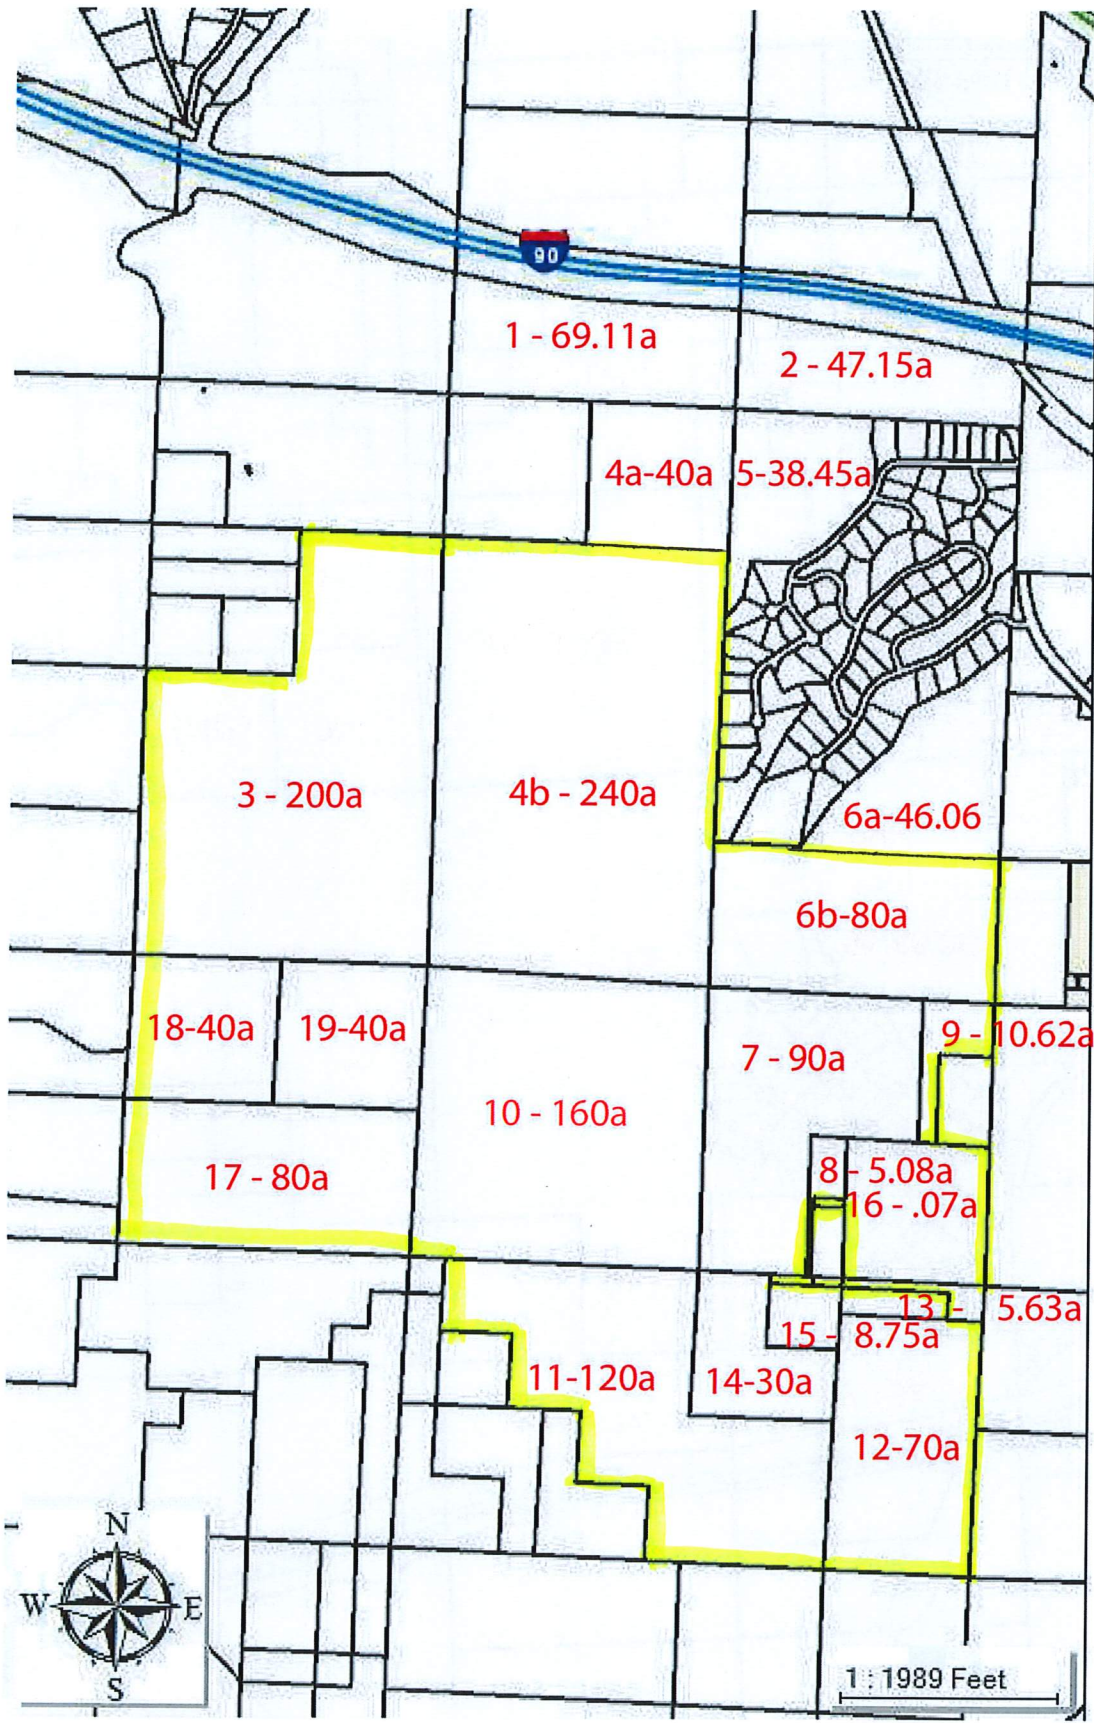 90
1 - 69.11a
2 - 47.15a
4a-40a
5-38.45a
3 - 200a
4b - 240a
6a-46.06
6b-80a
18-40a
19-40a
7 - 90a
9 - 10.62a
10 - 160a
17 - 80a
8 - 5.08a
16 - .07a
13 - 5.63a
15 - 8.75a
11-120a
14-30a
12-70a
N
W E
S
1 : 1989 Feet